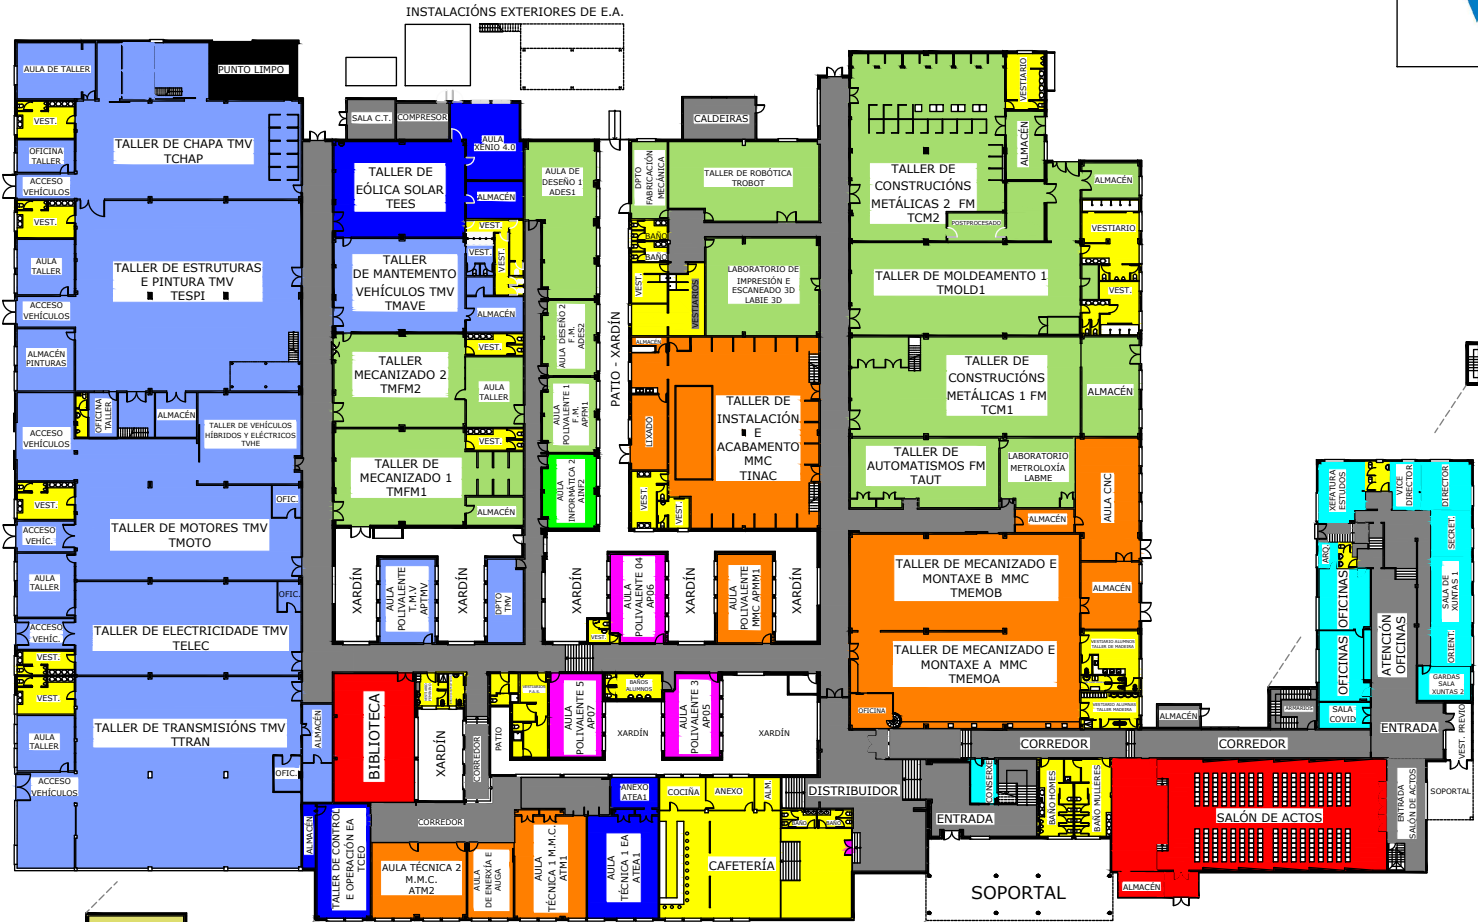 INSTALACIÓNS EXTERIORES DE E.A.
AULA DE TALLER
PUNTO LIMPO
VEST.
TALLER DE CHAPA TMV
TCHAP
OFICINA
TALLER
ACCESO
VEHÍCULOS
VEST.
AULA
TALLER
TALLER DE ESTRUTURAS
E PINTURA TMV
TESPI
ACCESO
VEHÍCULOS
ALMACÉN
PINTURAS
ACCESO
VEHÍCULOS
OFICINA
TALLER
ALMACÉN
TALLER DE VEHÍCULOS
HÍBRIDOS Y ELÉCTRICOS
TVHE
VEST.
OFIC.
ACCESO
VEHÍC.
TALLER DE MOTORES TMV
TMOTO
AULA
TALLER
OFIC.
ACCESO
VEHÍC.
TALLER DE ELECTRICIDADE TMV
TELEC
VEST.
VEST.
TALLER DE TRANSMISIÓNS TMV
TTRAN
AULA
TALLER
OFIC.
ACCESO
VEHÍCULOS
ALMACÉN
ALMACÉN
SALA C.T.
COMPRESOR
AULA
XENIO 4.0
TALLER DE
EÓLICA SOLAR
TEES
ALMACÉN
VEST.
VEST.
VEST.
TALLER
DE MANTEMENTO
VEHÍCULOS TMV
TMAVE
ALMACÉN
VEST.
TALLER
MECANIZADO 2
TMFM2
AULA
TALLER
VEST.
TALLER DE
MECANIZADO 1
TMFM1
ALMACÉN
AULA DE
DESEÑO 1
ADES1
AULA DESEÑO 2
F.M.
ADES2
AULA
POLIVALENTE 1
F.M.
APFM1
AULA
INFORMÁTICA 2
AINF2
PATIO - XARDÍN
CALDEIRAS
DPTO
FABRICACIÓN
MECÁNICA
TALLER DE ROBÓTICA
TROBOT
BAÑO
BAÑO
VEST.
VESTIARIOS
LABORATORIO DE
IMPRESIÓN E
ESCANEADO 3D
LABIE 3D
ALMACÉN
LIXADO
TALLER DE
INSTALACIÓN
E
ACABAMENTO
MMC
TINAC
VEST.
VEST.
XARDÍN
AULA
POLIVALENTE
T.M.V
APTMV
XARDÍN
DPTO
TMV
XARDÍN
AULA
POLIVALENTE 04
AP06
VEST.
XARDÍN
AULA
POLIVALENTE
MMC APMM1
XARDÍN
BIBLIOTECA
XARDÍN
CORREDOR
PATIO
AULA
POLIVALENTE 5
AP07
BAÑOS
ALUMNOS
XARDÍN
AULA
POLIVALENTE 3
AP05
XARDÍN
CORREDOR
TALLER DE CONTROL
E OPERACIÓN EA
TCEO
AULA TÉCNICA 2
M.M.C.
ATM2
AULA
DE ENERXÍA E
AUGA
AULA
TÉCNICA 1 M.M.C.
ATM1
ANEXO
ATEA1
AULA
TÉCNICA 1 EA
ATEA1
COCIÑA
ANEXO
ALM.
CAFETERÍA
BAÑO
BAÑO
DISTRIBUIDOR
TALLER DE
CONSTRUCIÓNS
METÁLICAS 2 FM
TCM2
VESTIARIO
ALMACÉN
ALMACÉN
POSTPROCESADO
VESTIARIO
VEST.
TALLER DE MOLDEAMENTO 1
TMOLD1
TALLER DE
CONSTRUCIÓNS
METÁLICAS 1 FM
TCM1
ALMACÉN
TALLER DE
AUTOMATISMOS FM
TAUT
LABORATORIO
METROLOXÍA
LABME
AULA CNC
ALMACÉN
TALLER DE MECANIZADO E
MONTAXE B MMC
TMEMOB
ALMACÉN
TALLER DE MECANIZADO E
MONTAXE A MMC
TMEMOA
VESTIARIO ALUMNOS
TALLER DE MADEIRA
VESTIARIO ALUMNAS
TALLER MADEIRA
OFICINA
CORREDOR
CORREDOR
ALMACÉN
CONSERXE
ENTRADA
BAÑO HOMES
BAÑO MULLERES
SALÓN DE ACTOS
ALMACÉN
SOPORTAL
ENTRADA
SALÓN DE ACTOS
SOPORTAL
XEFATURA
ESTUDOS
VICE
DIRECTOR
DIRECTOR
SECRET.
ARQ.
OFICINAS
SALA DE
XUNTAS 1
ATENCIÓN
OFICINAS
ORIENT.
OFICINAS
GARDAS
SALA
XUNTAS 2
SALA
COVID
ENTRADA
VEST. PREVIO